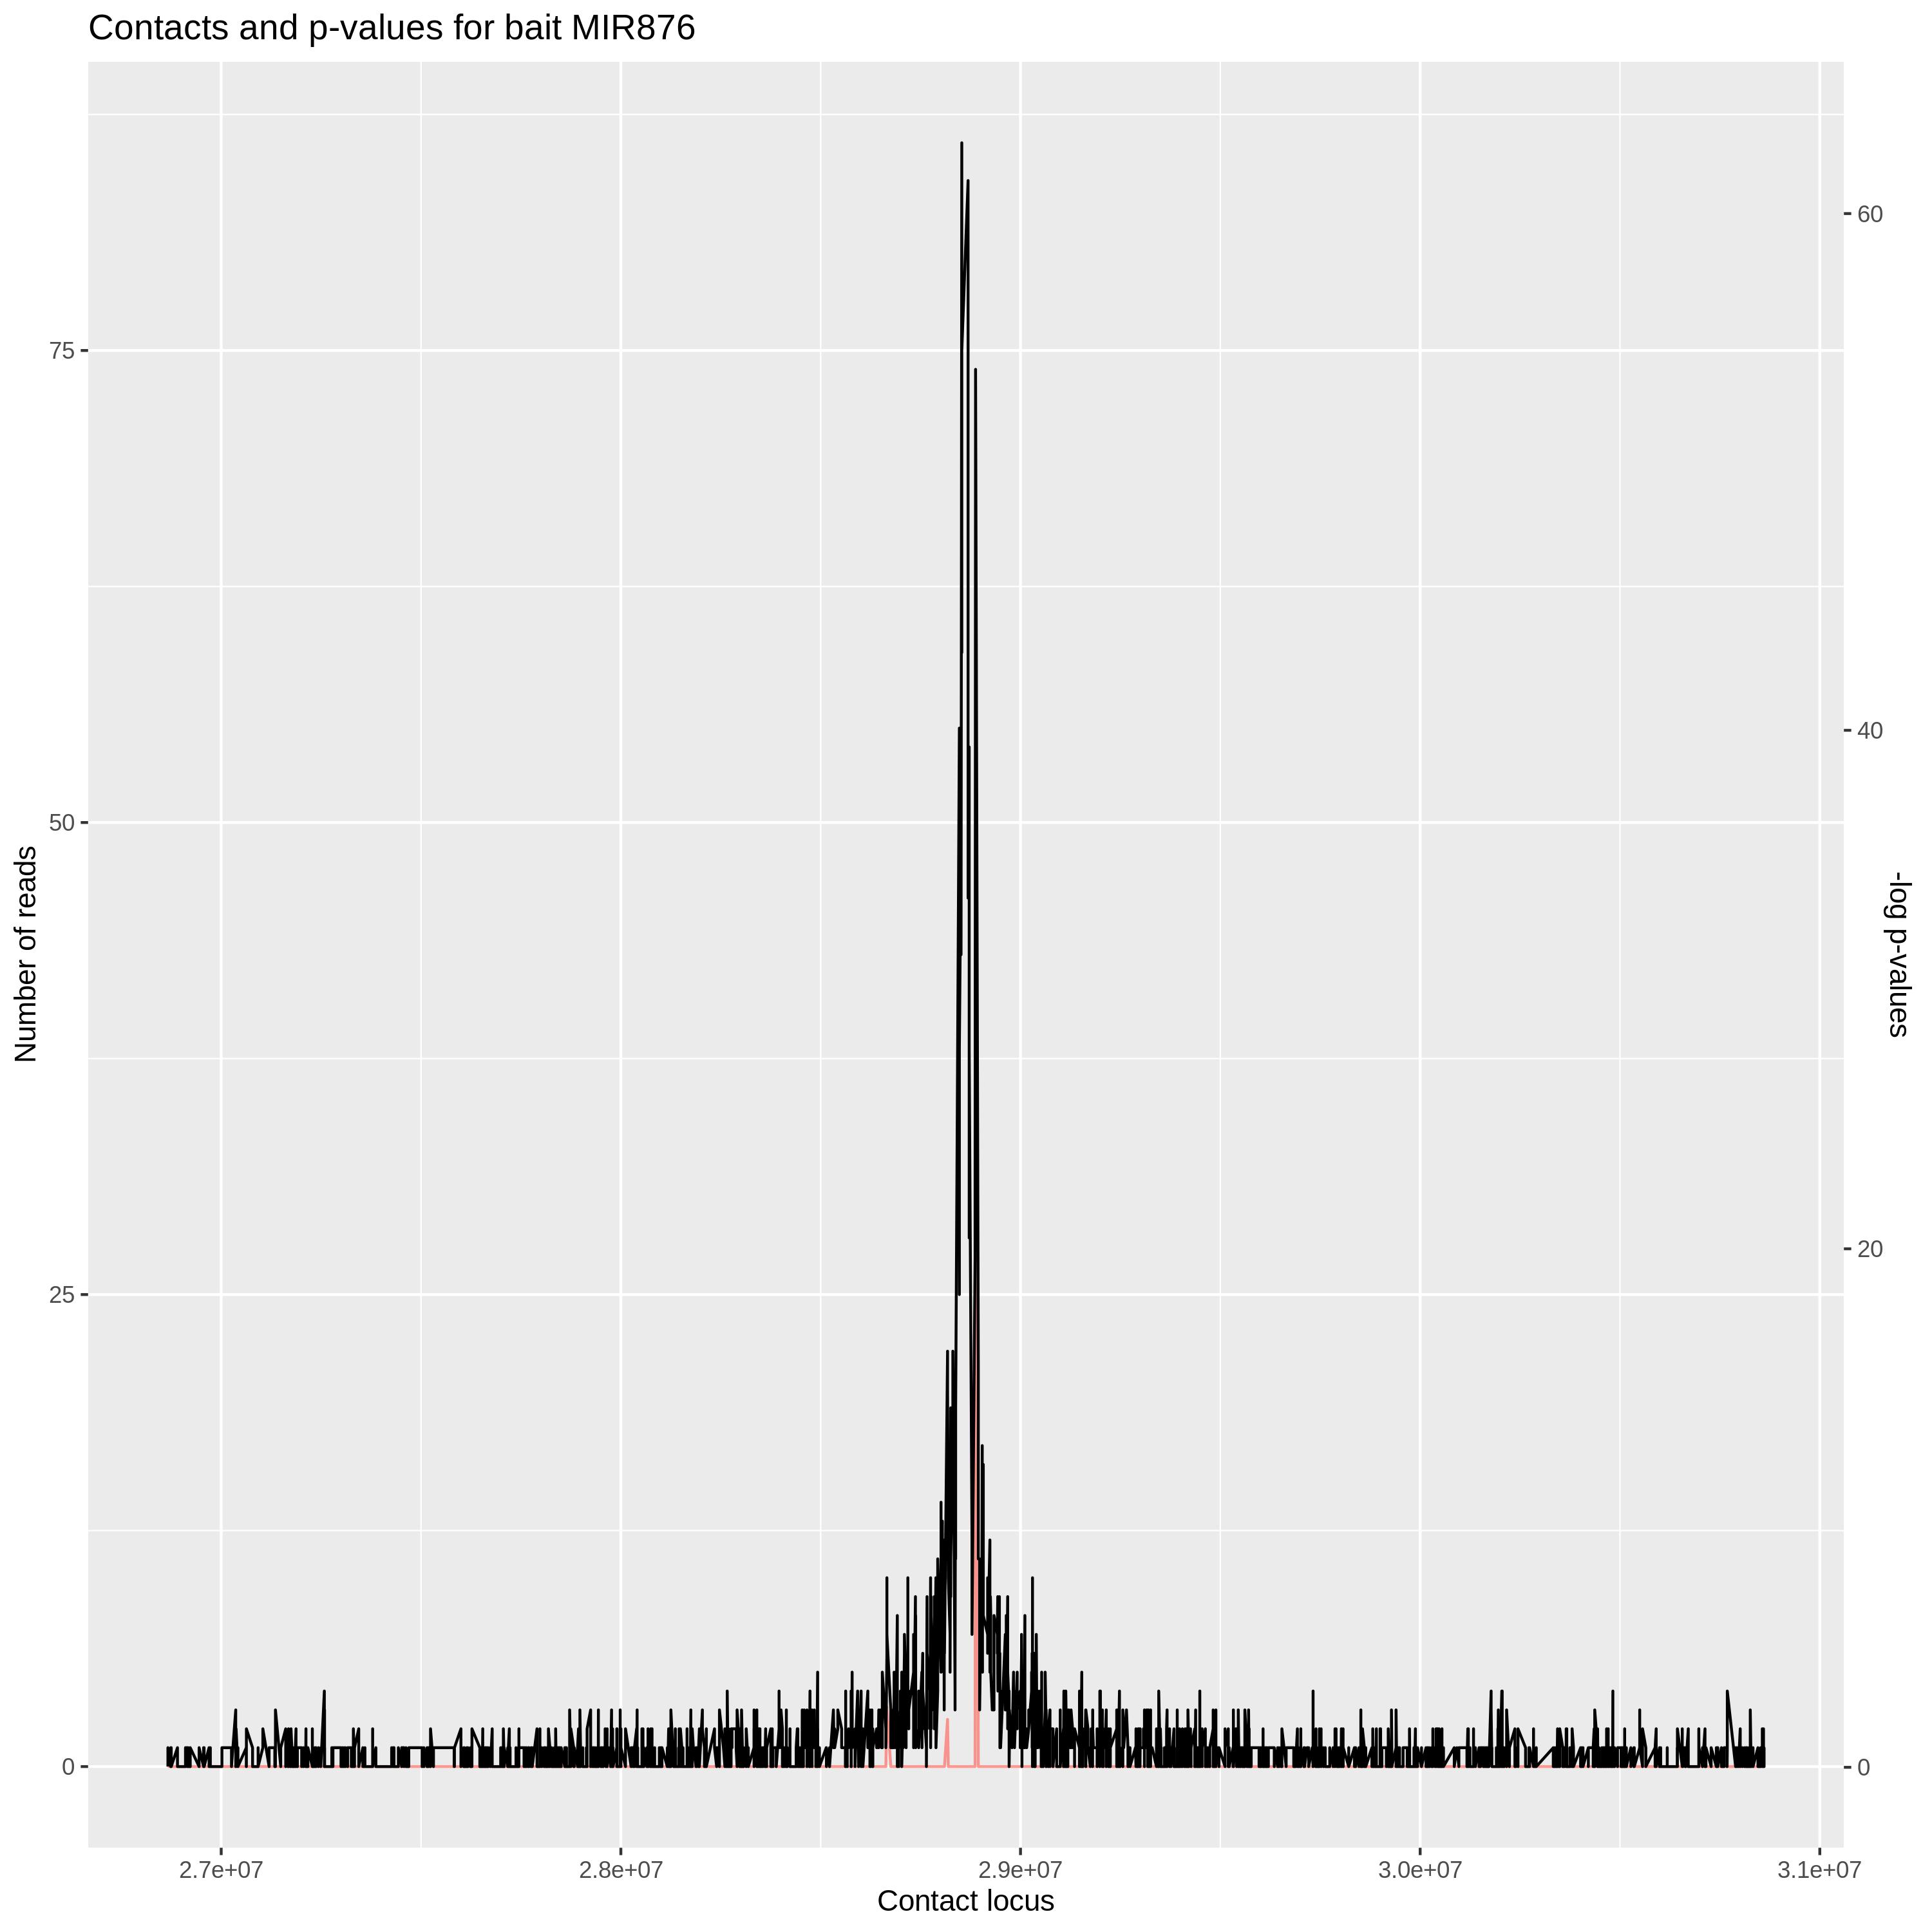 Contacts and p-values for bait MIR876
75
50
25
0
60
40
20
0
Number of reads
-log p-values
2.7e+07 2.8e+07 2.9e+07 3.0e+07 3.1e+07
Contact locus